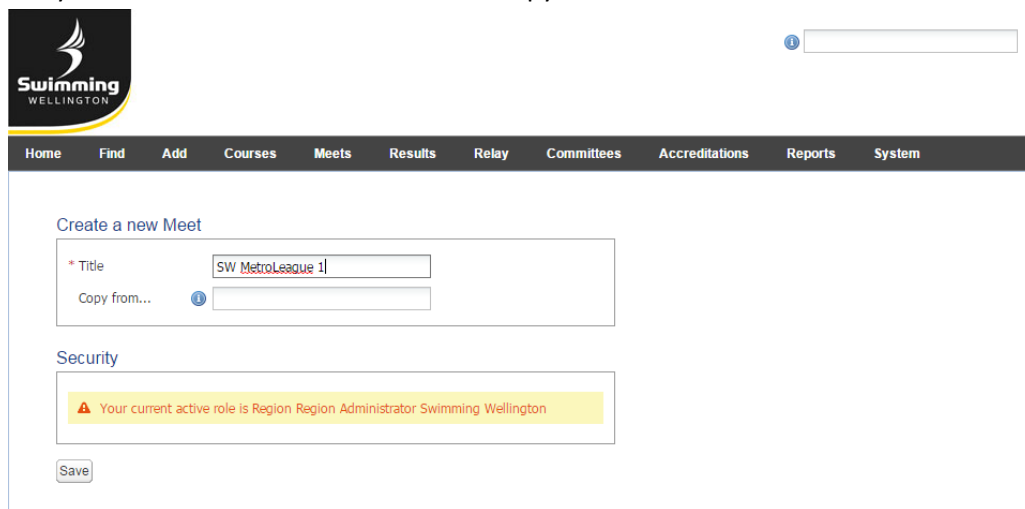 Swimming
WELLINGTON
Home Find Add Courses Meets Results Relay Committees Accreditations Reports System
Create a new Meet
* Title SW MetroLeague 1
Copy from...
Security
Your current active role is Region Region Administrator Swimming Wellington
Save